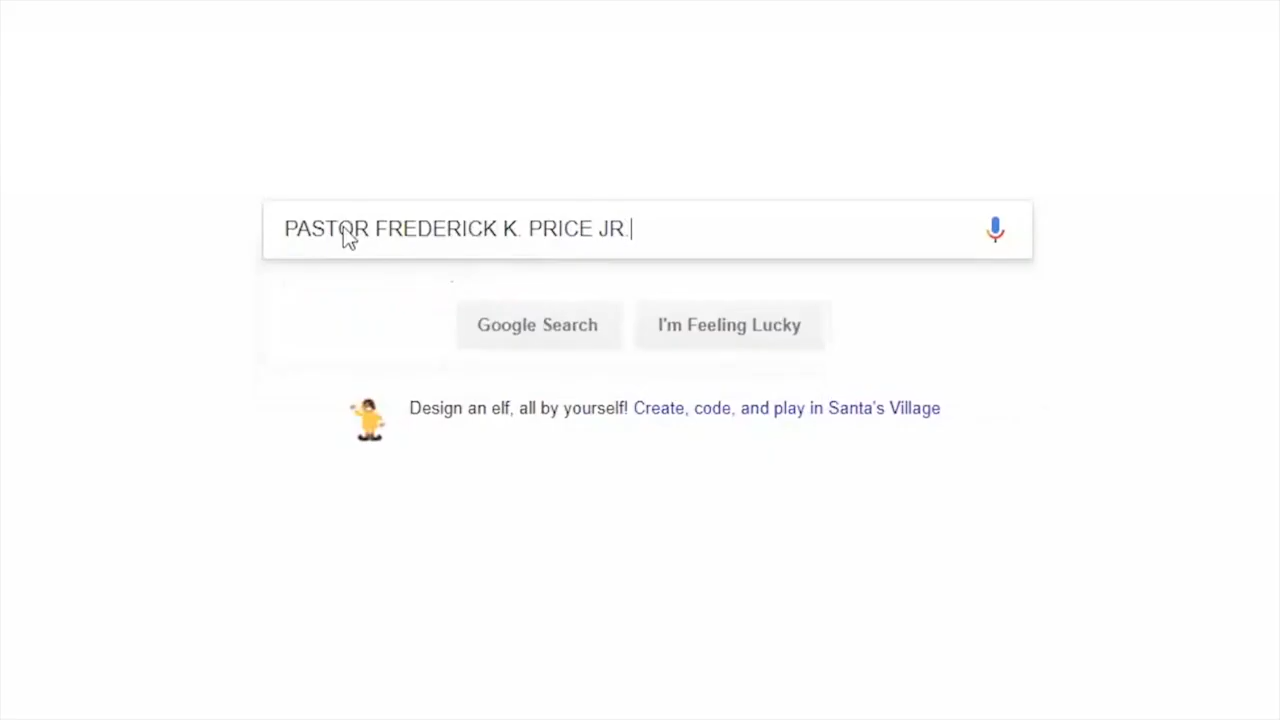 PASTOR FREDERICK K. PRICE JR.
Google Search
I'm Feeling Lucky
Design an elf, all by yourself! Create, code, and play in Santa's Village